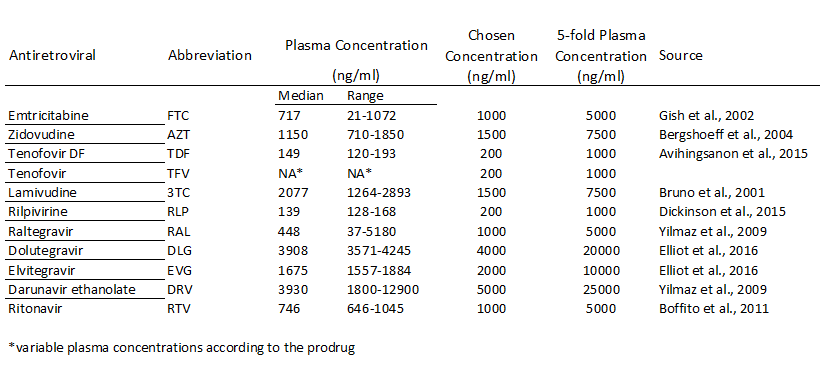 Antiretroviral Abbreviation Plasma Concentration (ng/ml) Chosen Concentration (ng/ml) 5-fold Plasma Concentration (ng/ml) Source
Median Range
Emtricitabine FTC 717 21-1072 1000 5000 Gish et al., 2002
Zidovudine AZT 1150 710-1850 1500 7500 Bergshoeff et al., 2004
Tenofovir DF TDF 149 120-193 200 1000 Avihingsanon et al., 2015
Tenofovir TFV NA* NA* 200 1000
Lamivudine 3TC 2077 1264-2893 1500 7500 Bruno et al., 2001
Rilpivirine RLP 139 128-168 200 1000 Dickinson et al., 2015
Raltegravir RAL 448 37-5180 1000 5000 Yilmaz et al., 2009
Dolutegravir DLG 3908 3571-4245 4000 20000 Elliot et al., 2016
Elvitegravir EVG 1675 1557-1884 2000 10000 Elliot et al., 2016
Darunavir ethanolate DRV 3930 1800-12900 5000 25000 Yilmaz et al., 2009
Ritonavir RTV 746 646-1045 1000 5000 Boffito et al., 2011
*variable plasma concentrations according to the prodrug